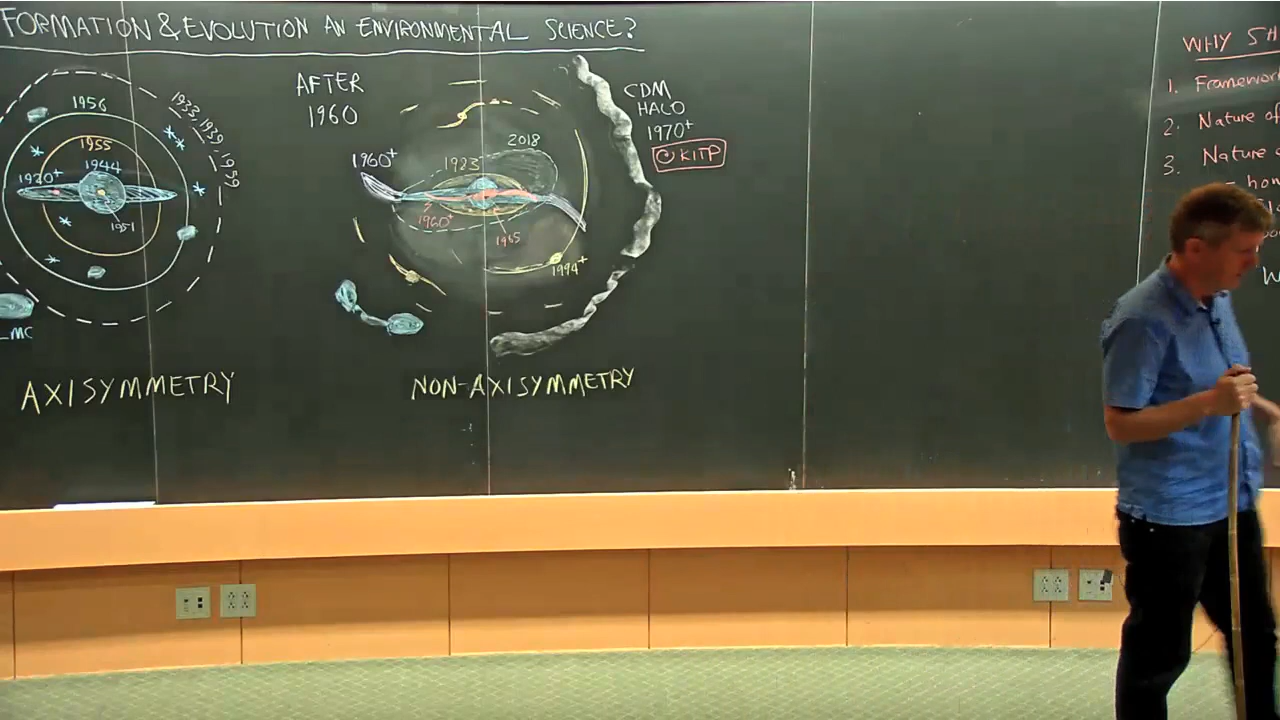 FORMATION & EVOLUTION AN ENVIRONMENTAL SCIENCE?
1956
1955
1944
1920+
1951
1933, 1939, 1959
LMC
AXISYMMETRY
AFTER
1960
1960+
1923
2018
1960+
1965
1994+
CDM
HALO
1970+
@ KITP
NON-AXISYMMETRY
WHY SH
1. Framework
2. Nature of
3. Nature o